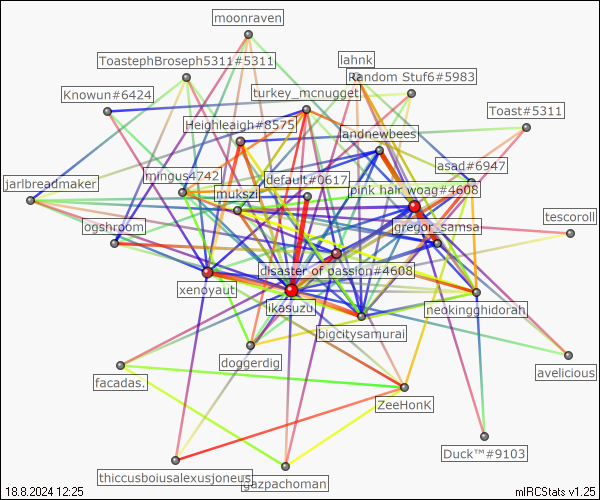 moonraven
ToastephBroseph5311#5311
lahnk
Random Stuf6#5983
Knowun#6424
turkey_mcnugget
Toast#5311
Heighleaigh#8575
landnewbees
asad#6947
jarlbreadmaker
mingus4742
default#0617
mukszi
pink hair woag#4608
ogshroom
gregor_samsa
tescoroll
disaster of passion#4608
xenoyaut
ikasuzu
neokingghidorah
bigcitysamurai
doggerdig
avelicious
facadas.
ZeeHonK
Duck™#9103
thiccusboiusalexusjoneus
gazpachoman
18.8.2024 12:25
mIRCStats v1.25